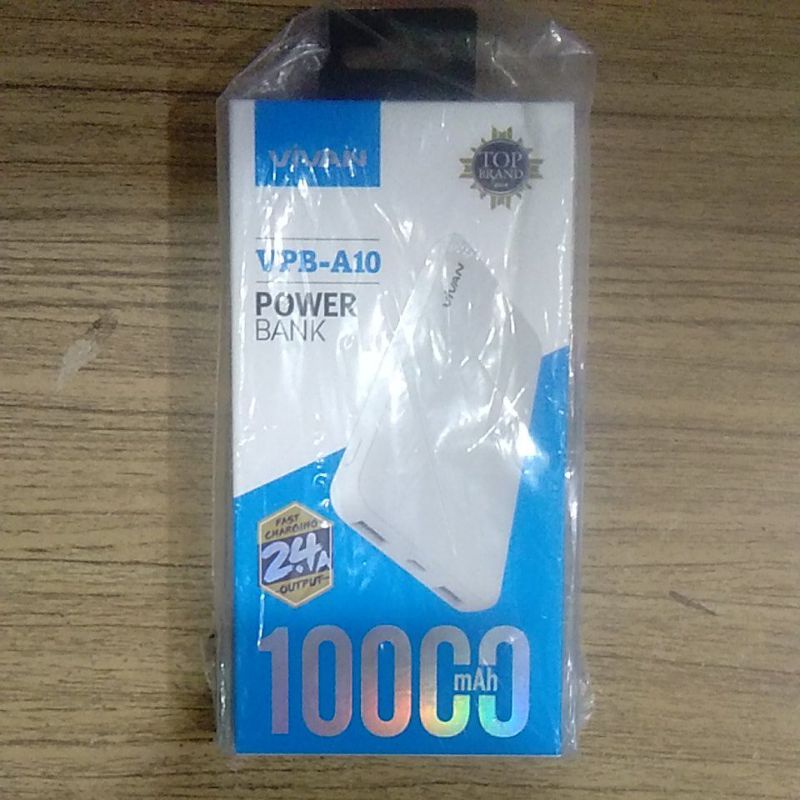 ViVAN
TOP
BRAND
VPB-A10
POWER
BANK
ViVAN
FAST
CHARGING
2.4A
OUTPUT
10000
mAh